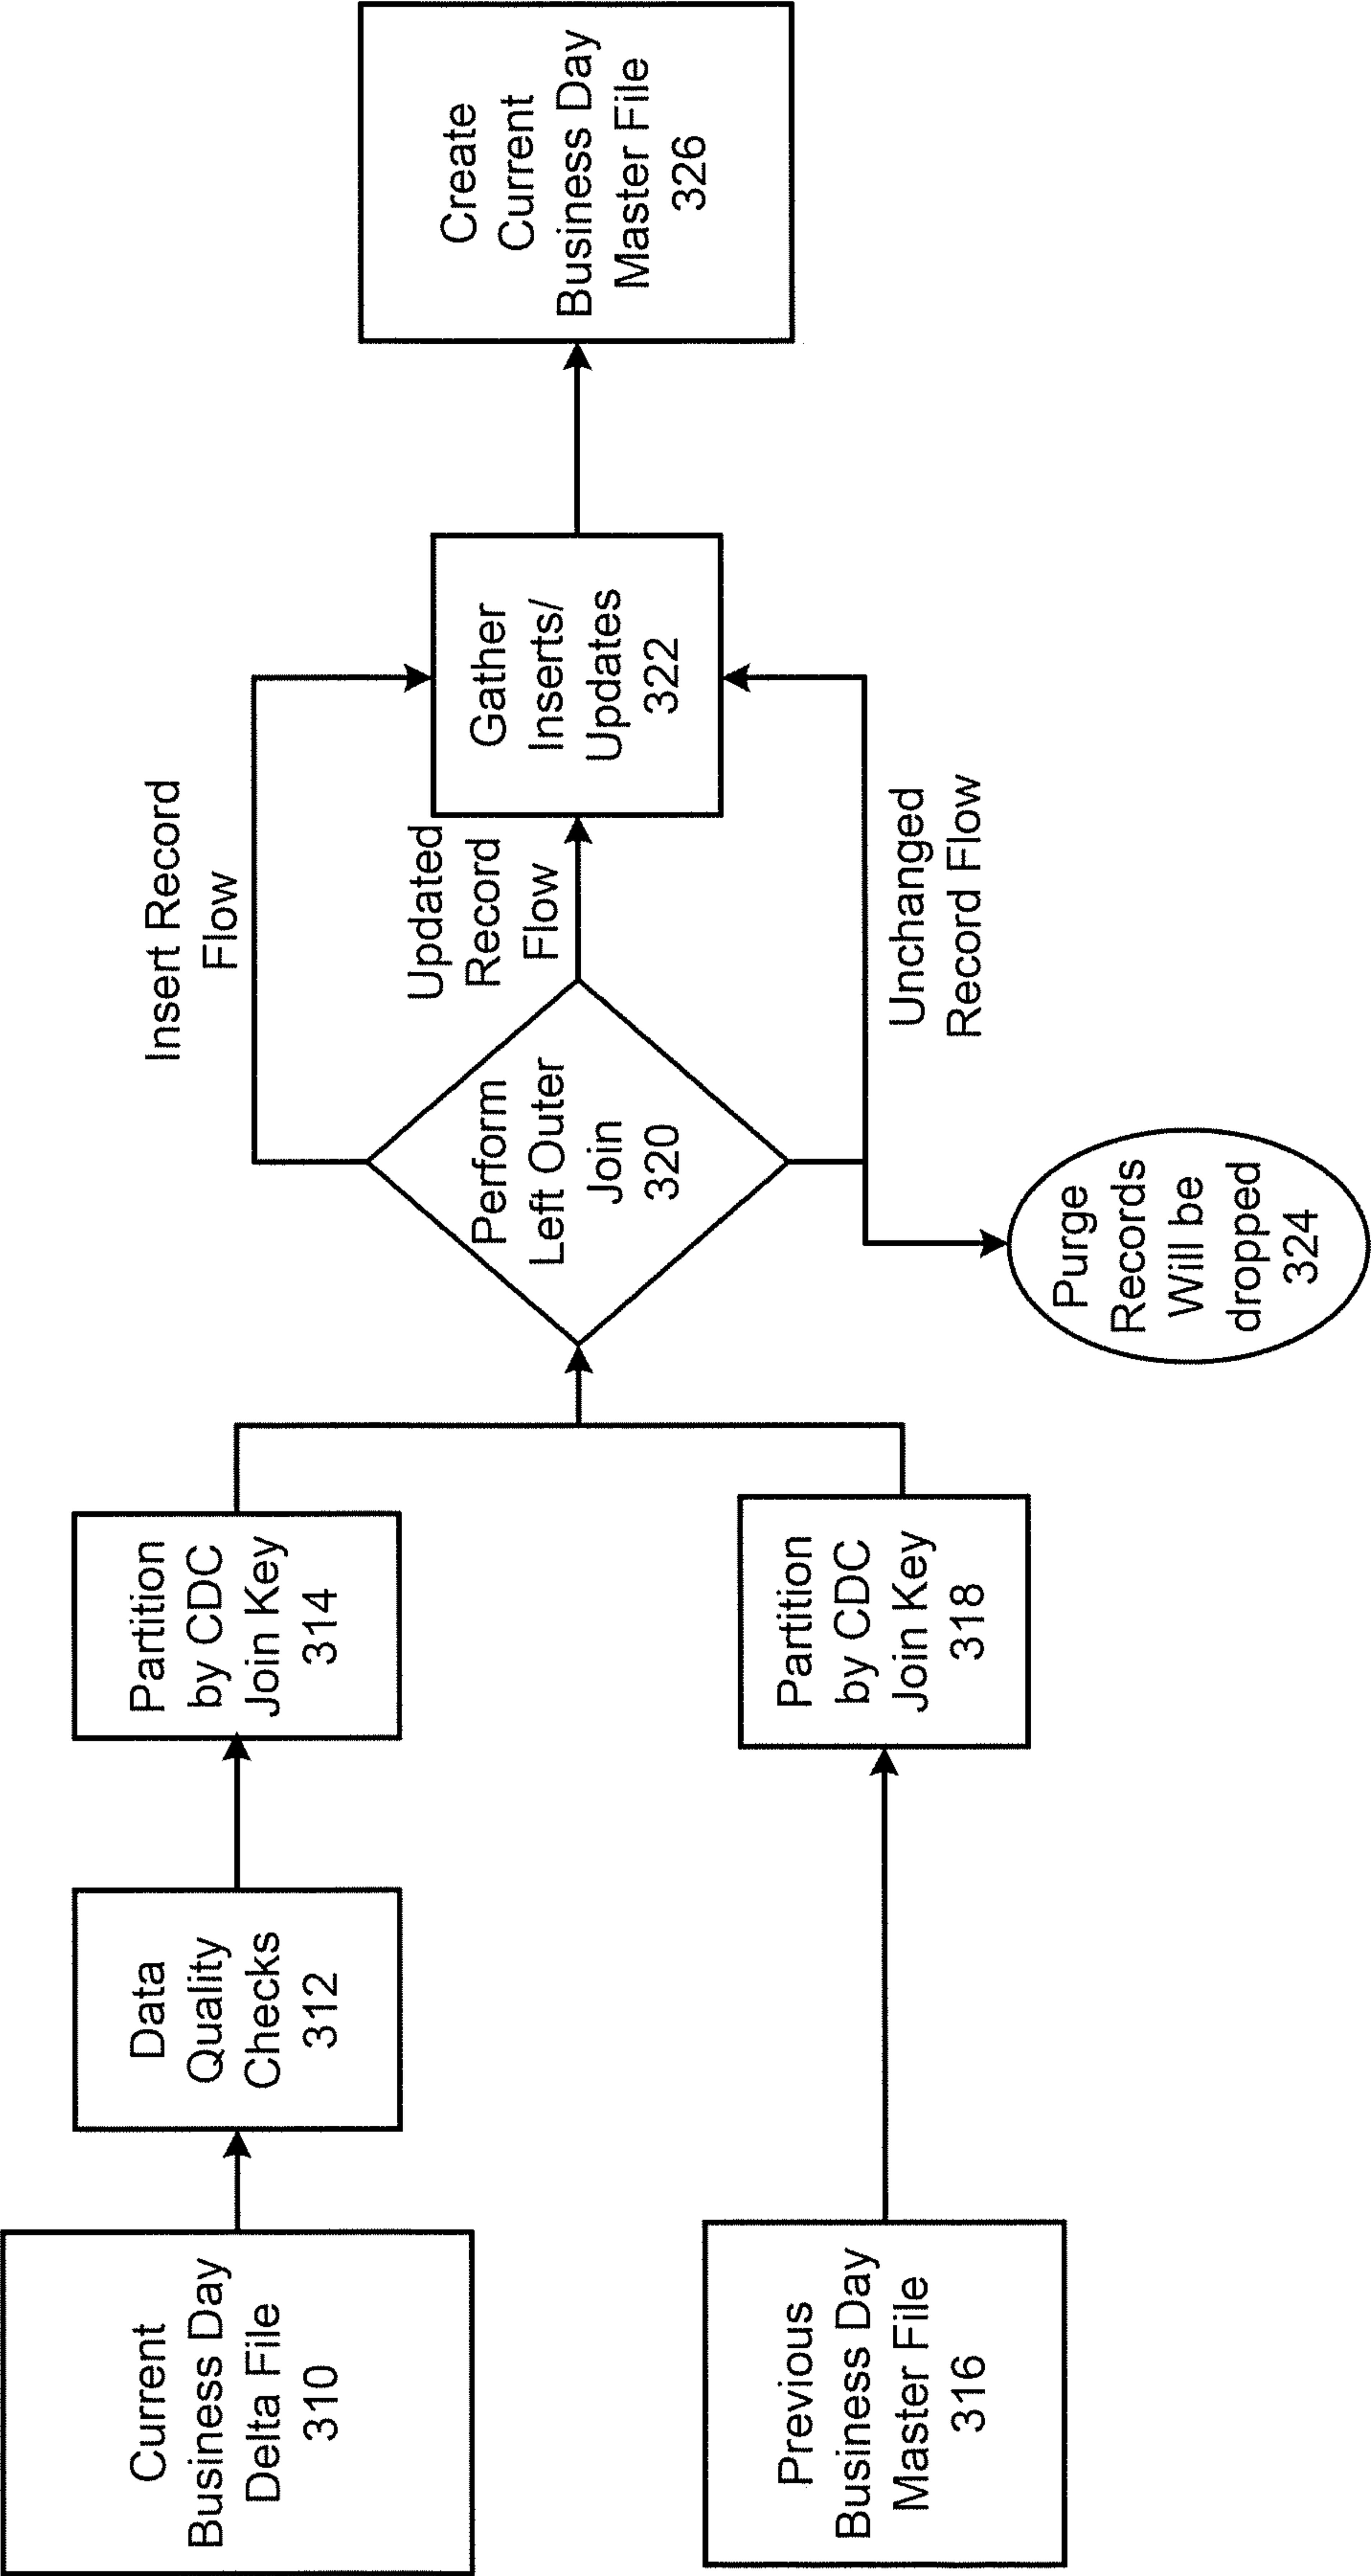 Current
Business Day
Delta File
310
Data
Quality
Checks
312
Partition
by CDC
Join Key
314
Previous
Business Day
Master File
316
Partition
by CDC
Join Key
318
Perform
Left Outer
Join
320
Insert Record
Flow
Updated
Record
Flow
Unchanged
Record Flow
Purge
Records
Will be
dropped
324
Gather
Inserts/
Updates
322
Create
Current
Business Day
Master File
326